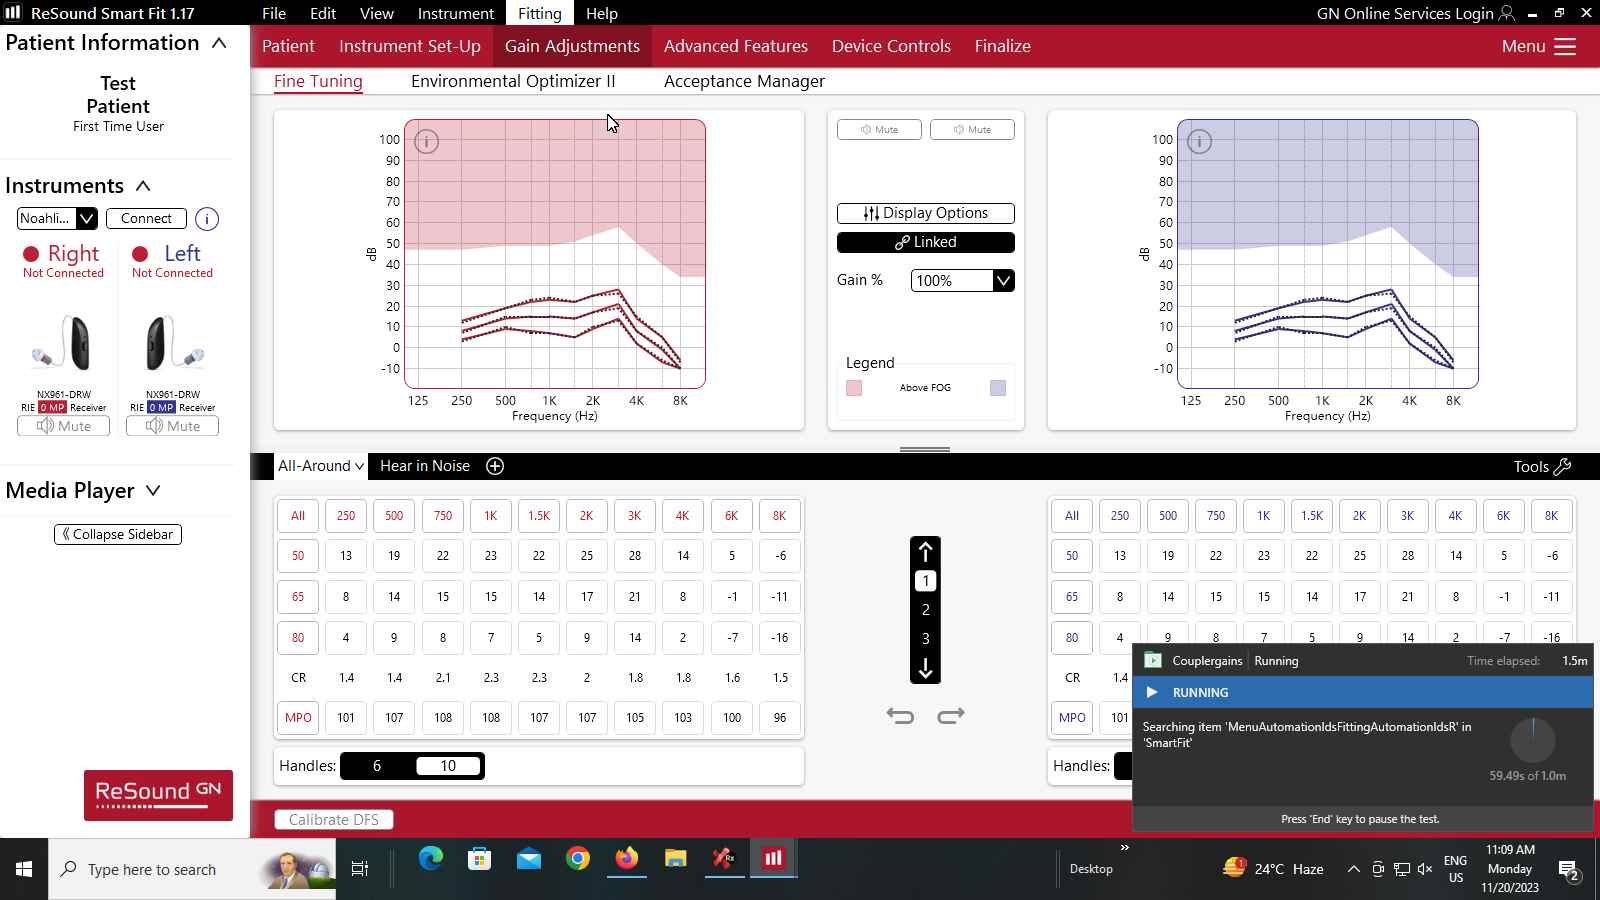 ReSound Smart Fit 1.17
File Edit View Instrument Fitting Help
GN Online Services Login
Patient Information
Test
Patient
First Time User
Instruments
Noahli... Connect i
Right Left
Not Connected Not Connected
NX961-DRW NX961-DRW
RIE 0 MP Receiver RIE 0 MP Receiver
Mute Mute
Media Player
Collapse Sidebar
ReSound GN
Patient Instrument Set-Up Gain Adjustments Advanced Features Device Controls Finalize Menu
Fine Tuning Environmental Optimizer II Acceptance Manager
i
100
90
80
70
60
50
40
30
20
10
0
-10
dB
125 250 500 1K 2K 4K 8K
Frequency (Hz)
Mute Mute
Display Options
Linked
Gain % 100%
Legend
Above FOG
i
100
90
80
70
60
50
40
30
20
10
0
-10
dB
125 250 500 1K 2K 4K 8K
Frequency (Hz)
All-Around Hear in Noise Tools
All 250 500 750 1K 1.5K 2K 3K 4K 6K 8K
50 13 19 22 23 22 25 28 14 5 -6
65 8 14 15 15 14 17 21 8 -1 -11
80 4 9 8 7 5 9 14 2 -7 -16
CR 1.4 1.4 2.1 2.3 2.3 2 1.8 1.8 1.6 1.5
MPO 101 107 108 108 107 107 105 103 100 96
Handles: 6 10
1
2
3
All 250 500 750 1K 1.5K 2K 3K 4K 6K 8K
50 13 19 22 23 22 25 28 14 5 -6
65 8 14 15 15 14 17 21 8 -1 -11
80 4 9 8 7 5 9 14 2 -7 -16
CR 1.4
MPO 101
Handles:
Couplergains Running Time elapsed: 1.5m
RUNNING
Searching item 'MenuAutomationIdsFittingAutomationIdsR' in
'SmartFit'
59.49s of 1.0m
Press 'End' key to pause the test.
Calibrate DFS
Type here to search
Desktop
1
24°C Haze
ENG
US
11:09 AM
Monday
11/20/2023
2